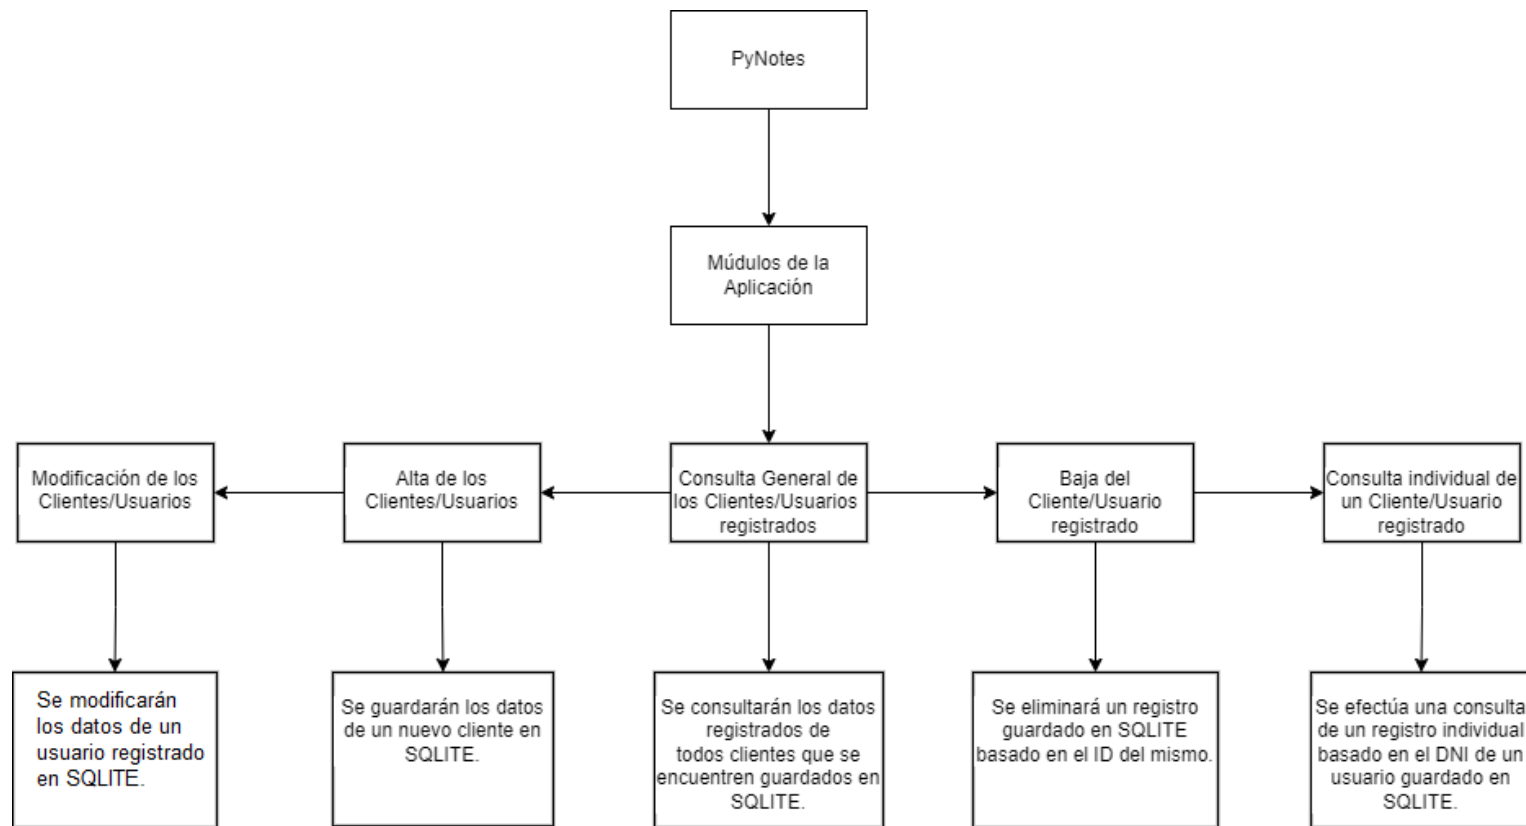 PyNotes
Múdulos de la
Aplicación
Modificación de los
Clientes/Usuarios
Alta de los
Clientes/Usuarios
Consulta General de
los Clientes/Usuarios
registrados
Baja del
Cliente/Usuario
registrado
Consulta individual de
un Cliente/Usuario
registrado
Se modificarán
los datos de un
usuario registrado
en SQLITE.
Se guardarán los datos
de un nuevo cliente en
SQLITE.
Se consultarán los datos
registrados de
todos clientes que se
encuentren guardados en
SQLITE.
Se eliminará un registro
guardado en SQLITE
basado en el ID del mismo.
Se efectúa una consulta
de un registro individual
basado en el DNI de un
usuario guardado en
SQLITE.